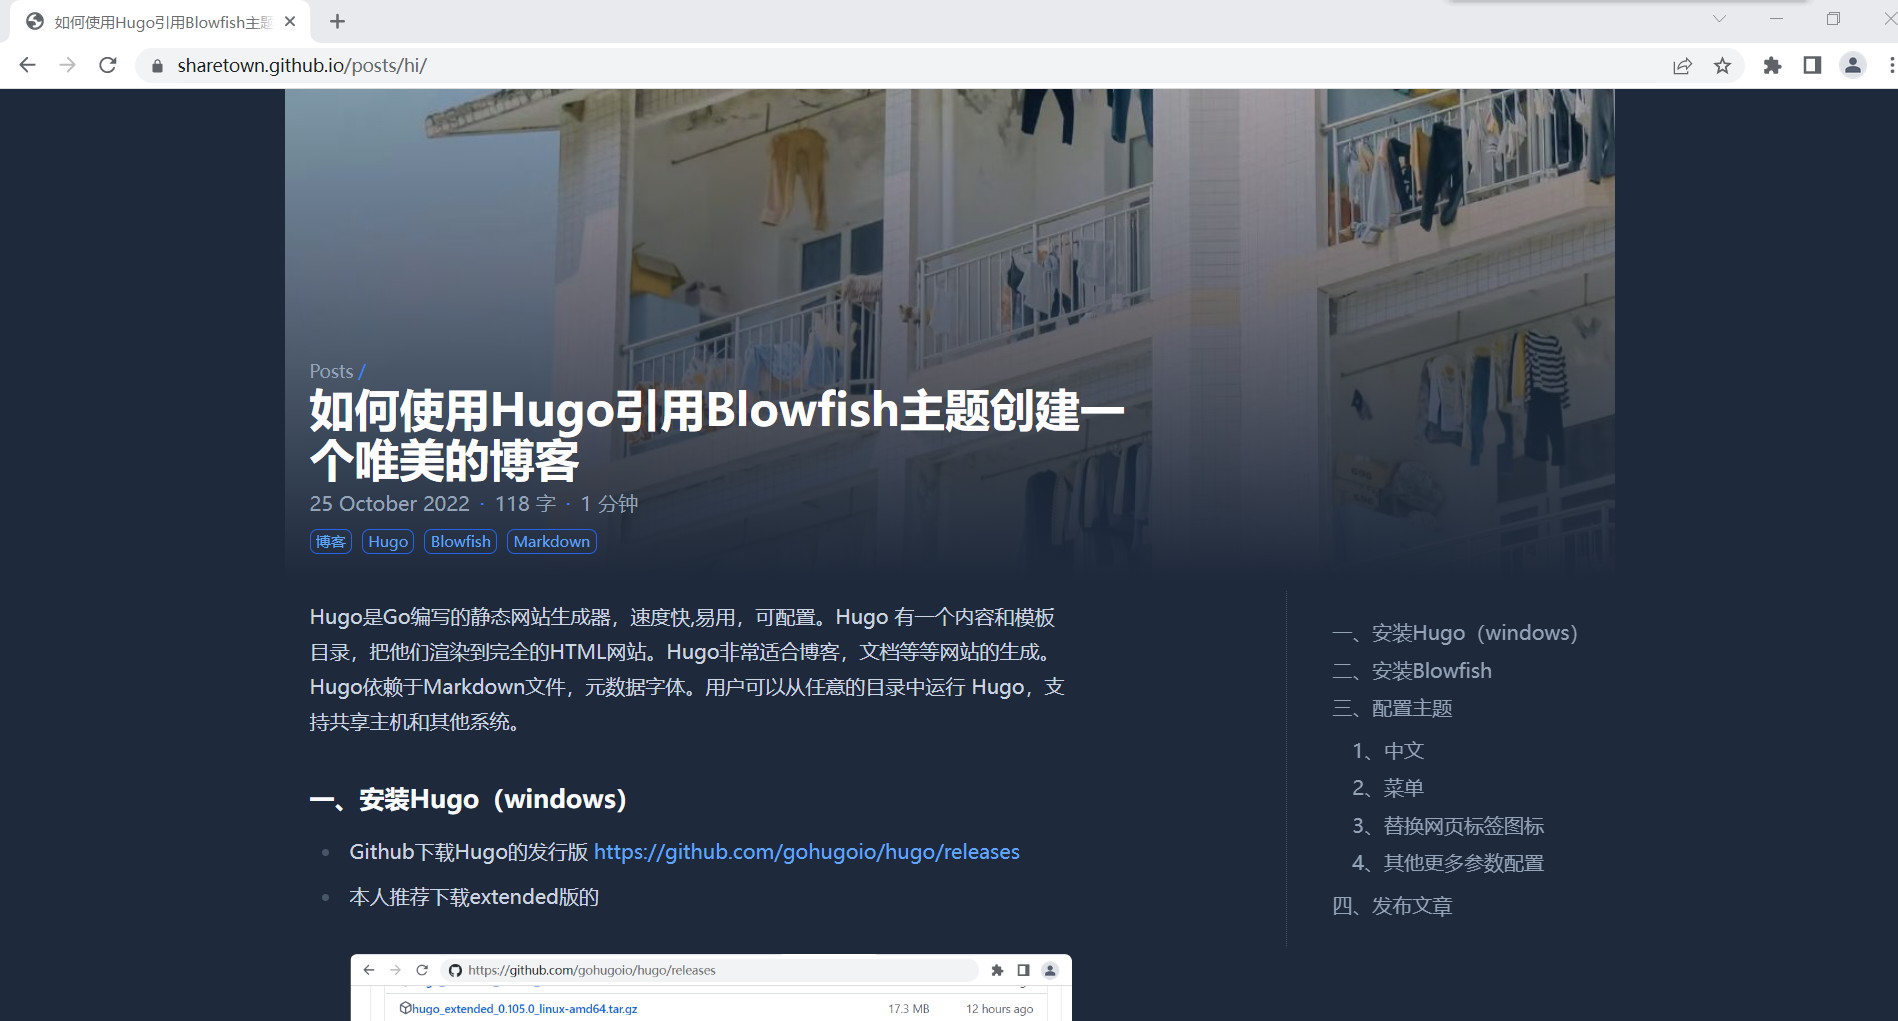 如何使用Hugo引用Blowfish主题
sharetown.github.io/posts/hi/
Posts /
如何使用Hugo引用Blowfish主题创建一
个唯美的博客
25 October 2022 · 118 字 · 1 分钟
博客 Hugo Blowfish Markdown
Hugo是Go编写的静态网站生成器，速度快,易用，可配置。Hugo 有一个内容和模板
目录，把他们渲染到完全的HTML网站。Hugo非常适合博客，文档等等网站的生成。
Hugo依赖于Markdown文件，元数据字体。用户可以从任意的目录中运行 Hugo，支
持共享主机和其他系统。
一、安装Hugo（windows）
Github下载Hugo的发行版 https://github.com/gohugoio/hugo/releases
本人推荐下载extended版的
https://github.com/gohugoio/hugo/releases
hugo_extended_0.105.0_linux-amd64.tar.gz 17.3 MB 12 hours ago
一、安装Hugo（windows）
二、安装Blowfish
三、配置主题
1、中文
2、菜单
3、替换网页标签图标
4、其他更多参数配置
四、发布文章